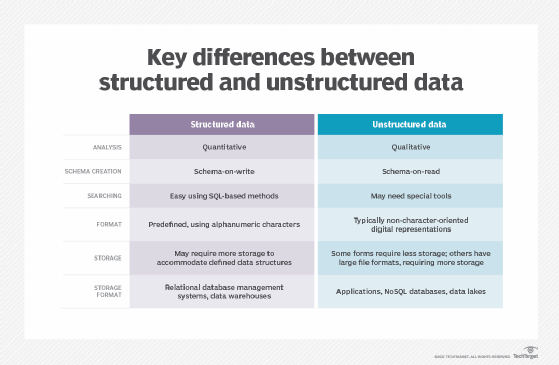 Key differences between
structured and unstructured data
Structured data Unstructured data
ANALYSIS Quantitative Qualitative
SCHEMA CREATION Schema-on-write Schema-on-read
SEARCHING Easy using SQL-based methods May need special tools
FORMAT Predefined, using alphanumeric characters Typically non-character-oriented
digital representations
STORAGE May require more storage to
accommodate defined data structures Some forms require less storage; others have
large file formats, requiring more storage
STORAGE
FORMAT Relational database management
systems, data warehouses Applications, NoSQL databases, data lakes
TECHTARGET. ALL RIGHTS RESERVED TechTarget